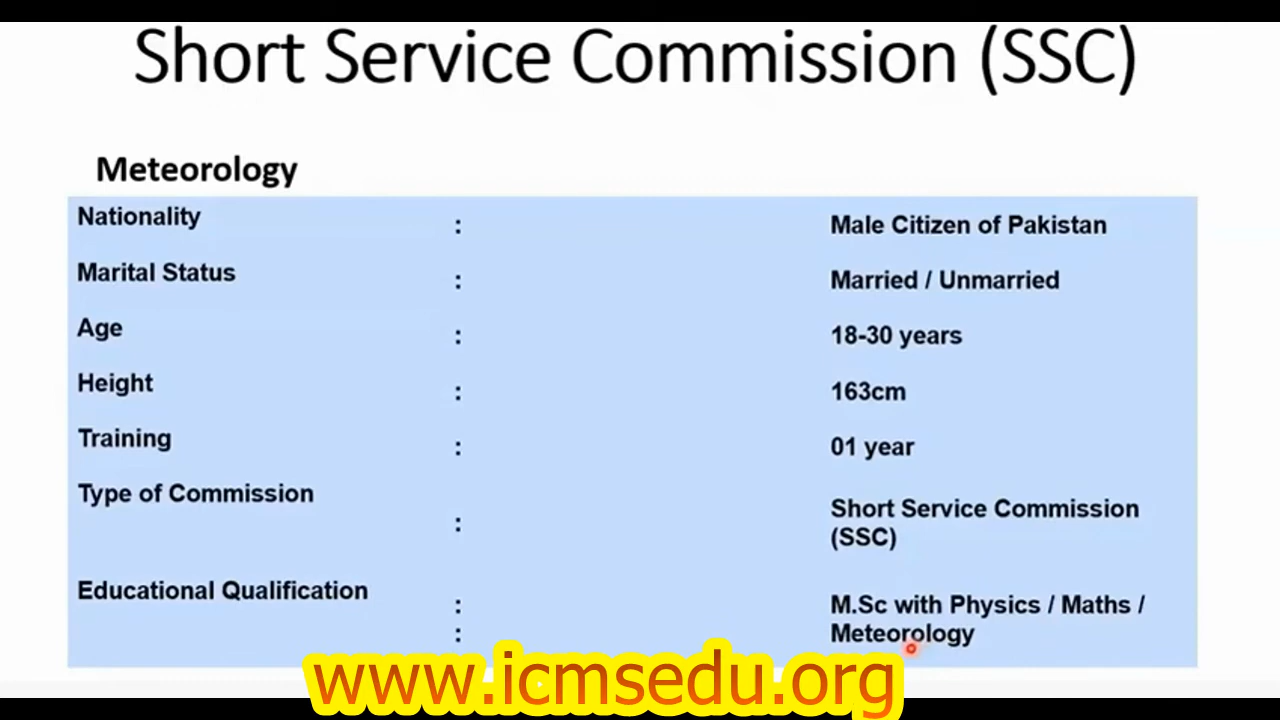 Short Service Commission (SSC)
Meteorology
Nationality : Male Citizen of Pakistan
Marital Status : Married / Unmarried
Age : 18-30 years
Height : 163cm
Training : 01 year
Type of Commission : Short Service Commission
(SSC)
Educational Qualification : M.Sc with Physics / Maths /
: Meteorology
www.icmsedu.org